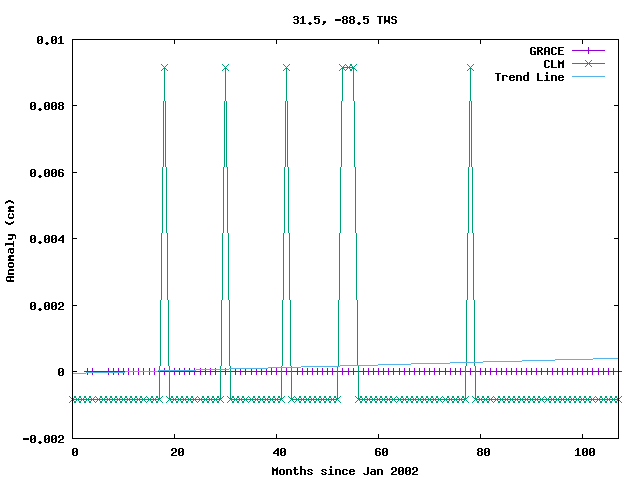 31.5, -88.5 TWS
0.01
GRACE
CLM
Trend Line
0.008
0.006
0.004
0.002
0
-0.002
Anomaly (cm)
0 20 40 60 80 100
Months since Jan 2002